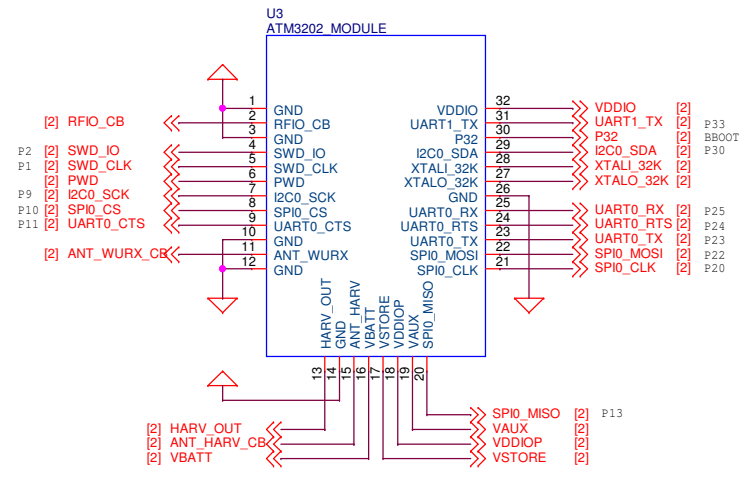 U3
ATM3202_MODULE
1 GND
[2] RFIO_CB 2 RFIO_CB
3 GND
P2 [2] SWD_IO 4 SWD_IO
P1 [2] SWD_CLK 5 SWD_CLK
[2] PWD 6 PWD
P9 [2] I2C0_SCK 7 I2C0_SCK
P10 [2] SPI0_CS 8 SPI0_CS
P11 [2] UART0_CTS 9 UART0_CTS
10 GND
[2] ANT_WURX_CB 11 ANT_WURX
12 GND
VDDIO 32 VDDIO [2]
UART1_TX 31 UART1_TX [2] P33
P32 30 P32 [2] BBOOT
I2C0_SDA 29 I2C0_SDA [2] P30
XTALI_32K 28 XTALI_32K [2]
XTALO_32K 27 XTALO_32K [2]
GND 26
UART0_RX 25 UART0_RX [2] P25
UART0_RTS 24 UART0_RTS [2] P24
UART0_TX 23 UART0_TX [2] P23
SPI0_MOSI 22 SPI0_MOSI [2] P22
SPI0_CLK 21 SPI0_CLK [2] P20
HARV_OUT 13
GND 14
ANT_HARV 15
VBATT 16
VSTORE 17
VDDIOP 18
VAUX 19
SPI0_MISO 20
[2] HARV_OUT
[2] ANT_HARV_CB
[2] VBATT
SPI0_MISO [2] P13
VAUX [2]
VDDIOP [2]
VSTORE [2]